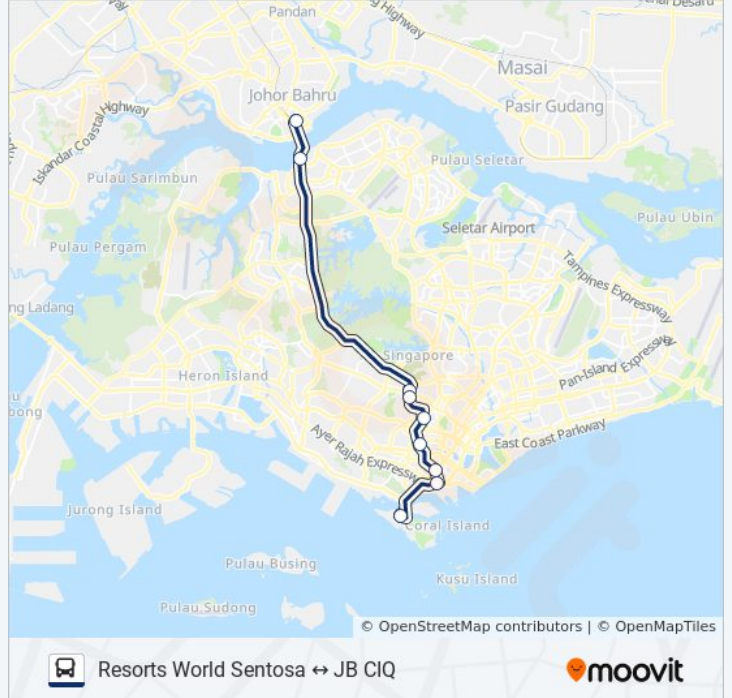 Pandan
Highway
Masai
Johor Bahru
Pasir Gudang
Iskandar Coastal Highway
Pulau Seletar
Pulau Sarimbun
Pulau Ubin
Seletar Airport
Pulau Pergam
Tampines Expressway
ng Ladang
Singapore
Pan-Island Expressway
Heron Island
Ayer Rajah Expressw
East Coast Parkway
Jurong Island
Coral Island
Pulau Busing
Kusu Island
Pulau Sudong
© OpenStreetMap contributors | © OpenMapTiles
Resorts World Sentosa ↔ JB CIQ
moovit